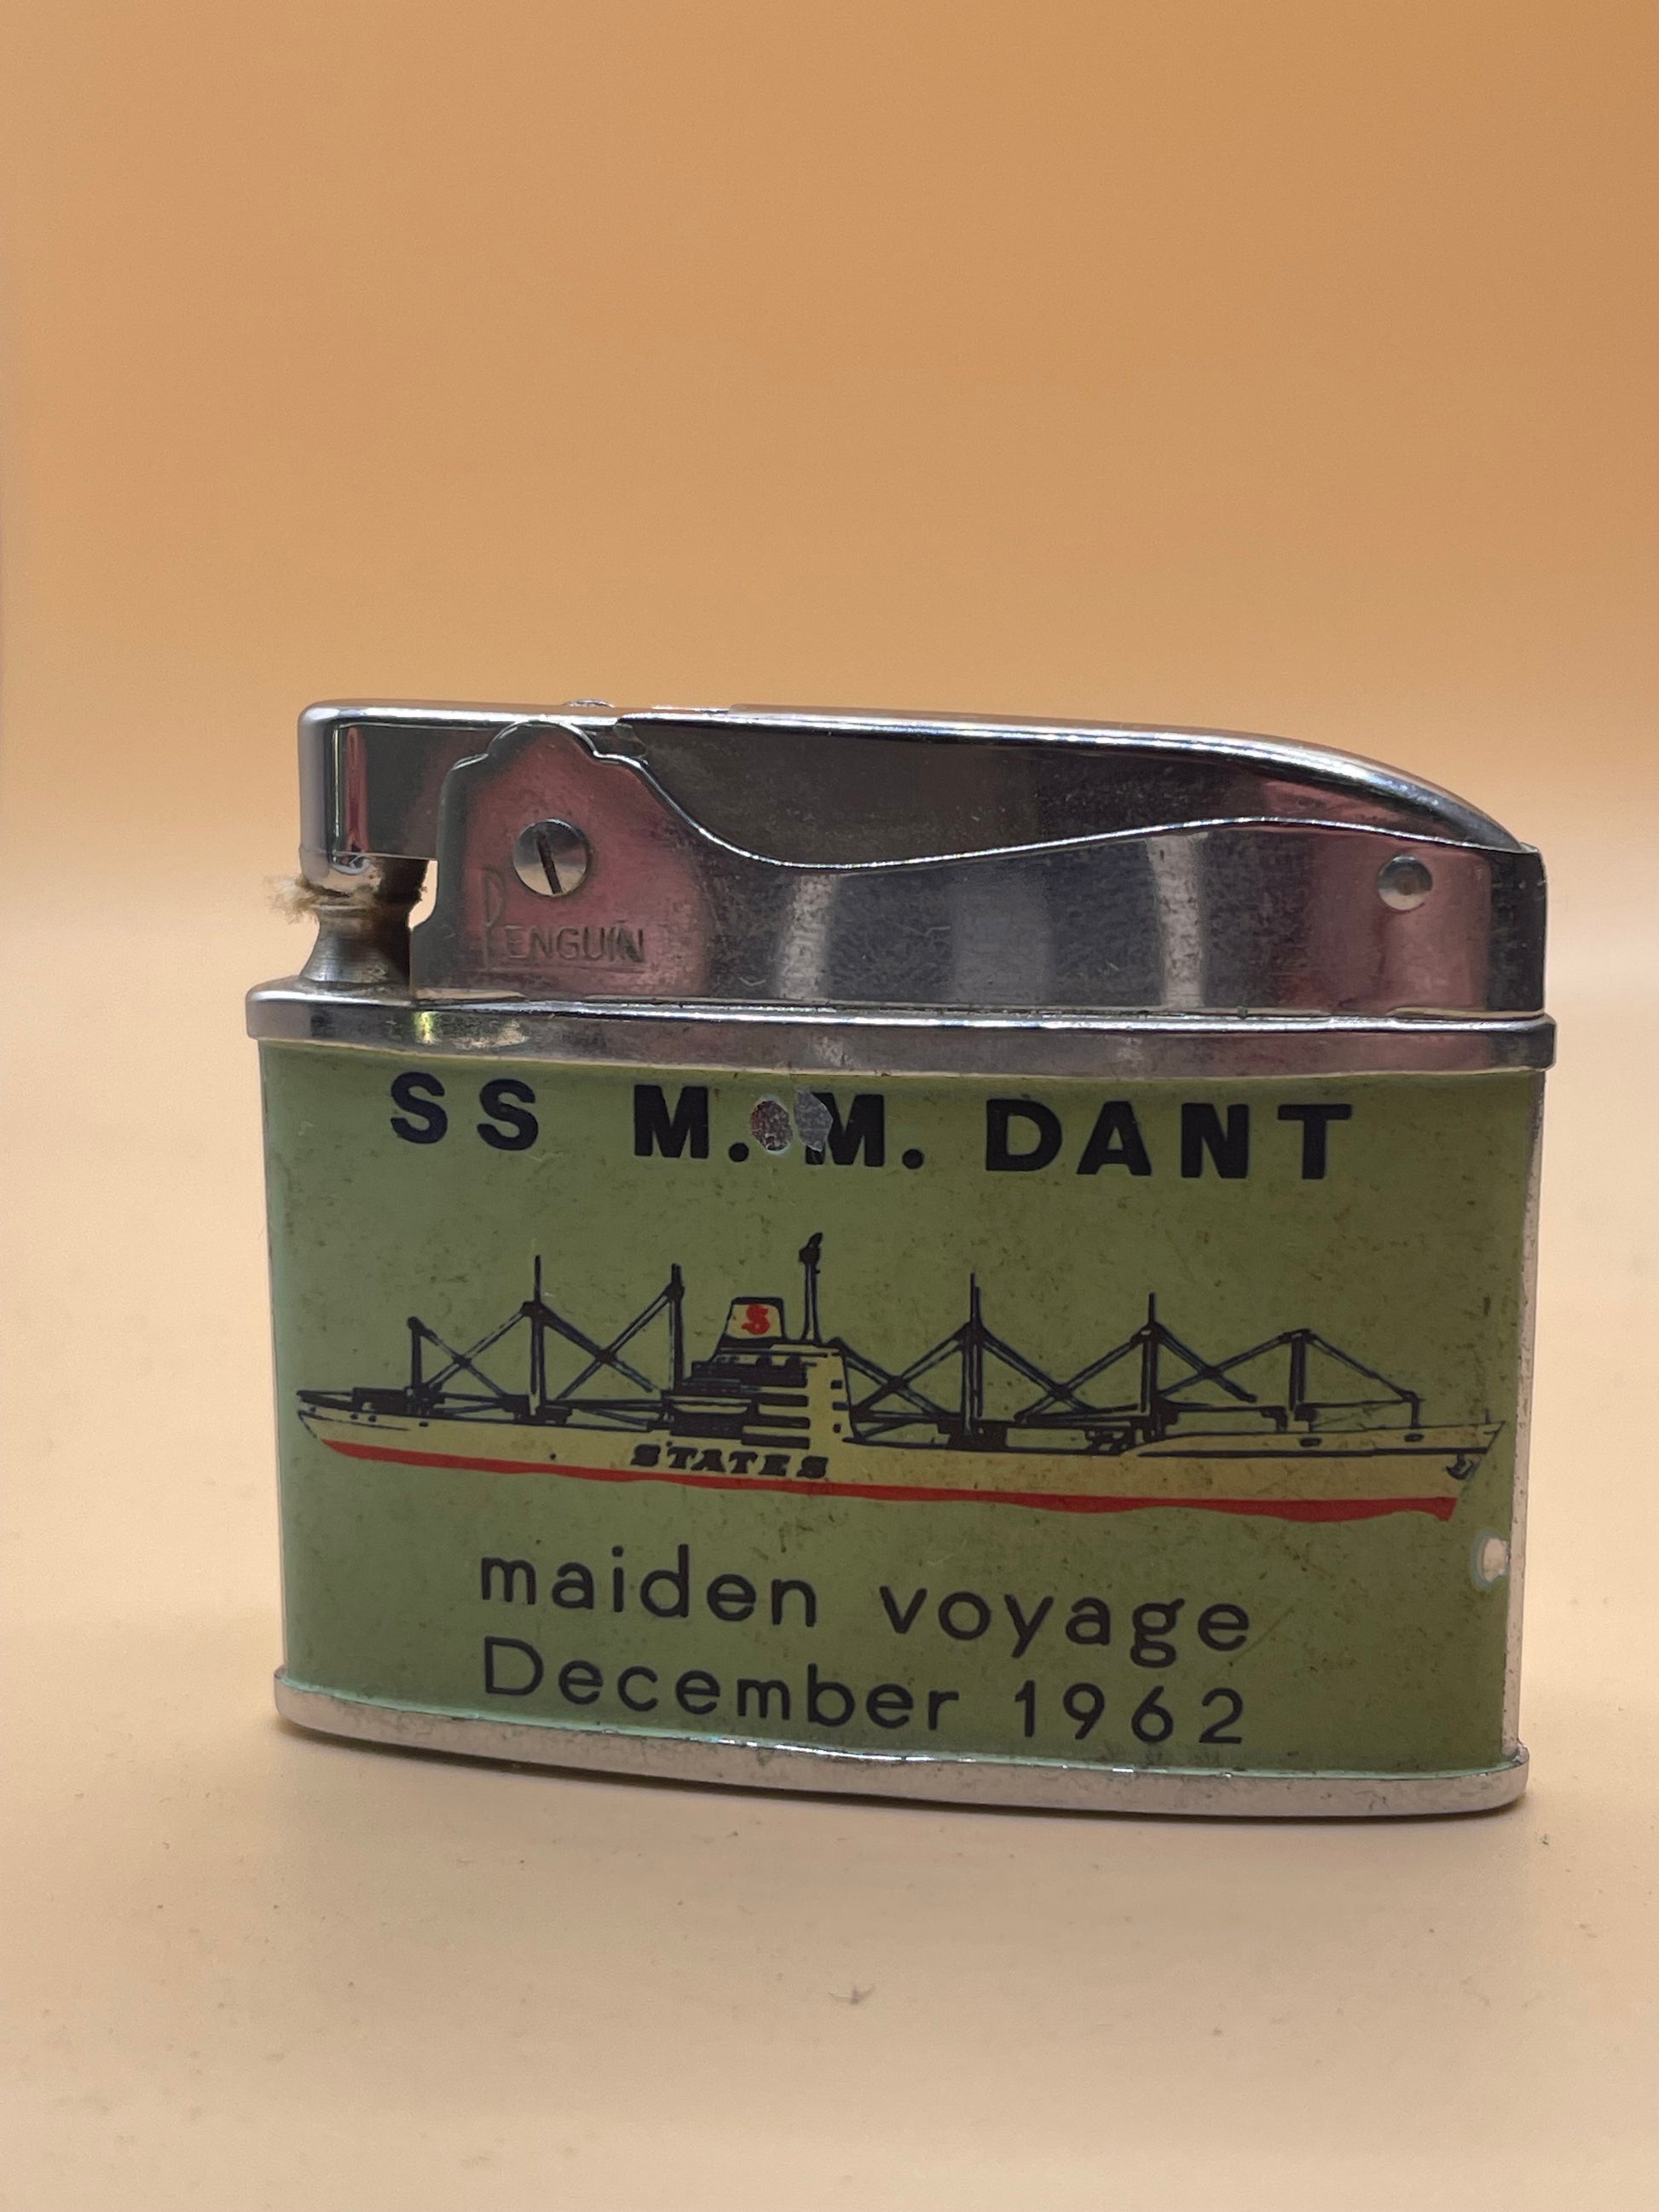 PENGUIN
SS M. M. DANT
S
STATES
maiden voyage
December 1962